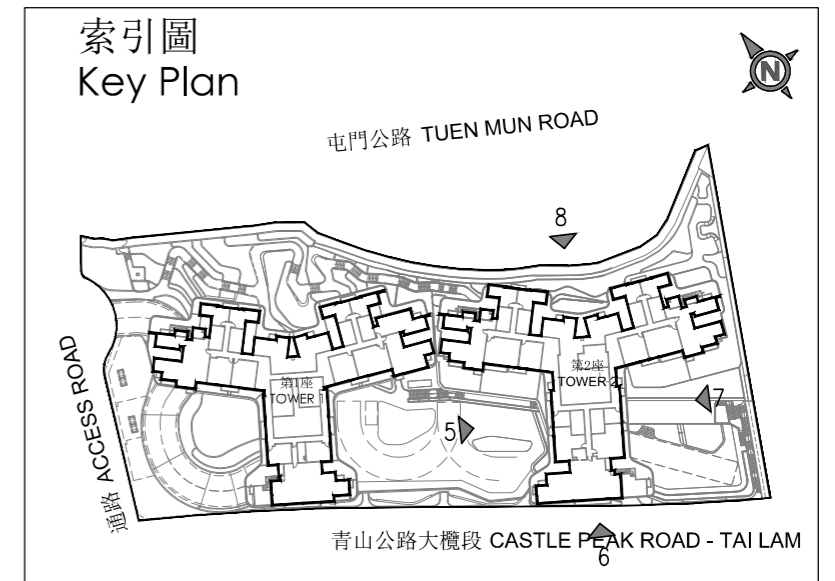 索引圖
Key Plan
N
屯門公路 TUEN MUN ROAD
8
第1座
TOWER 1
第2座
TOWER 2
7
5
通路 ACCESS ROAD
青山公路大欖段 CASTLE PEAK ROAD - TAI LAM
6